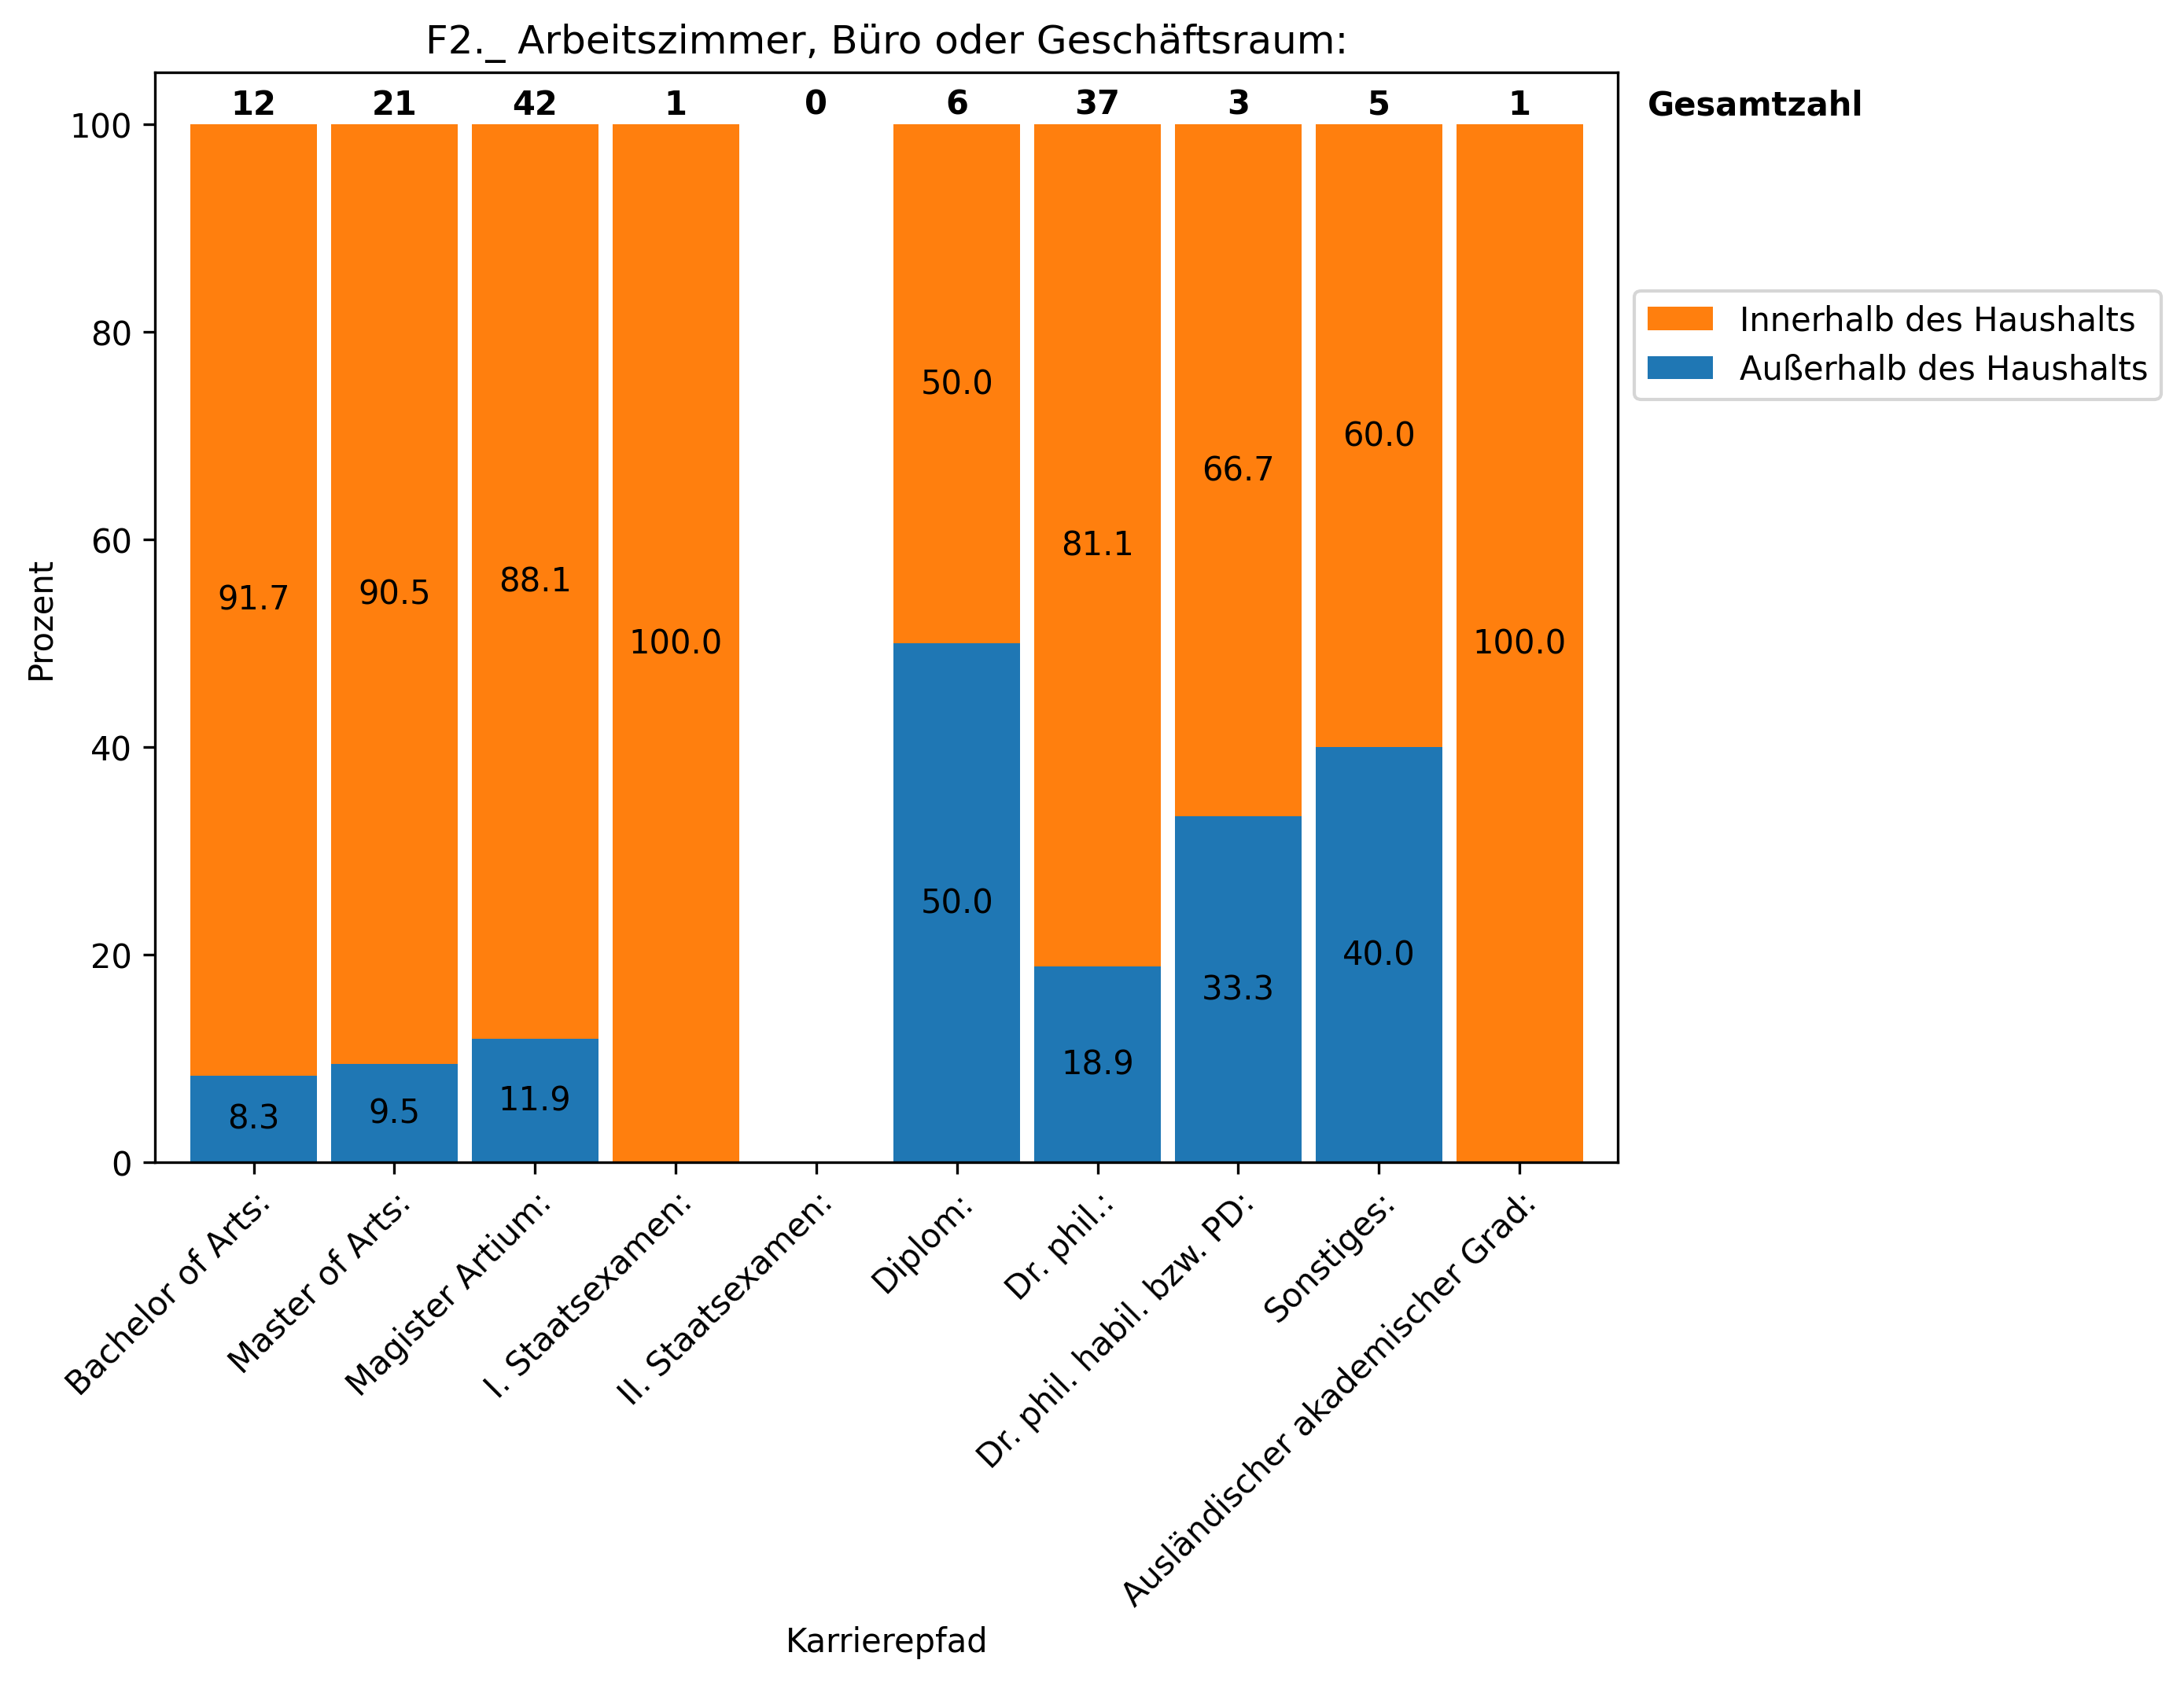 F2._ Arbeitszimmer, Büro oder Geschäftsraum:
12 21 42 1 0 6 37 3 5 1 Gesamtzahl
100
80
60
40
20
0
Prozent
Innerhalb des Haushalts
Außerhalb des Haushalts
91.7 90.5 88.1 100.0 50.0 81.1 66.7 60.0 100.0
8.3 9.5 11.9 50.0 18.9 33.3 40.0
Bachelor of Arts:
Master of Arts:
Magister Artium:
I. Staatsexamen:
II. Staatsexamen:
Diplom:
Dr. phil.:
Dr. phil. habil. bzw. PD:
Sonstiges:
Ausländischer akademischer Grad:
Karrierepfad